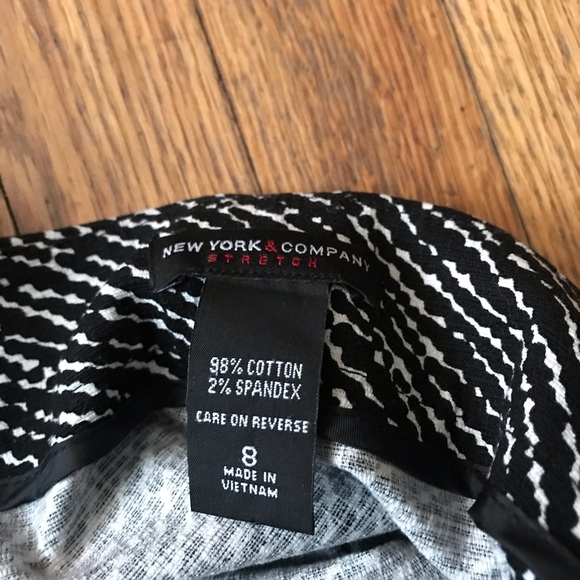 NEW YORK & COMPANY
STRETCH
98% COTTON
2% SPANDEX
CARE ON REVERSE
8
MADE IN
VIETNAM